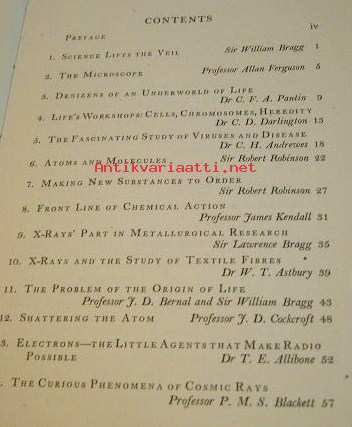 CONTENTS
iv
PREFACE
1. SCIENCE LIFTS THE VEIL Sir William Bragg 1
2. THE MICROSCOPE Professor Allan Ferguson 5
3. DENIZENS OF AN UNDERWORLD OF LIFE
Dr C. F. A. Pantin 9
4. LIFE'S WORKSHOPS: CELLS, CHROMOSOMES, HEREDITY
Dr C. D. Darlington 13
5. THE FASCINATING STUDY OF VIRUSES AND DISEASE
Dr C. H. Andrewes 18
6. ATOMS AND MOLECULES Sir Robert Robinson 22
Antikvariaatti.net
7. MAKING NEW SUBSTANCES TO ORDER
Sir Robert Robinson 27
8. FRONT LINE OF CHEMICAL ACTION
Professor James Kendall 31
9. X-RAYS' PART IN METALLURGICAL RESEARCH
Sir Lawrence Bragg 35
10. X-RAYS AND THE STUDY OF TEXTILE FIBRES
Dr W. T. Astbury 39
11. THE PROBLEM OF THE ORIGIN OF LIFE
Professor J. D. Bernal and Sir William Bragg 43
12. SHATTERING THE ATOM Professor J. D. Cockcroft 48
3. ELECTRONS—THE LITTLE AGENTS THAT MAKE RADIO
POSSIBLE Dr T. E. Allibone 52
. THE CURIOUS PHENOMENA OF COSMIC RAYS
Professor P. M. S. Blackett 57